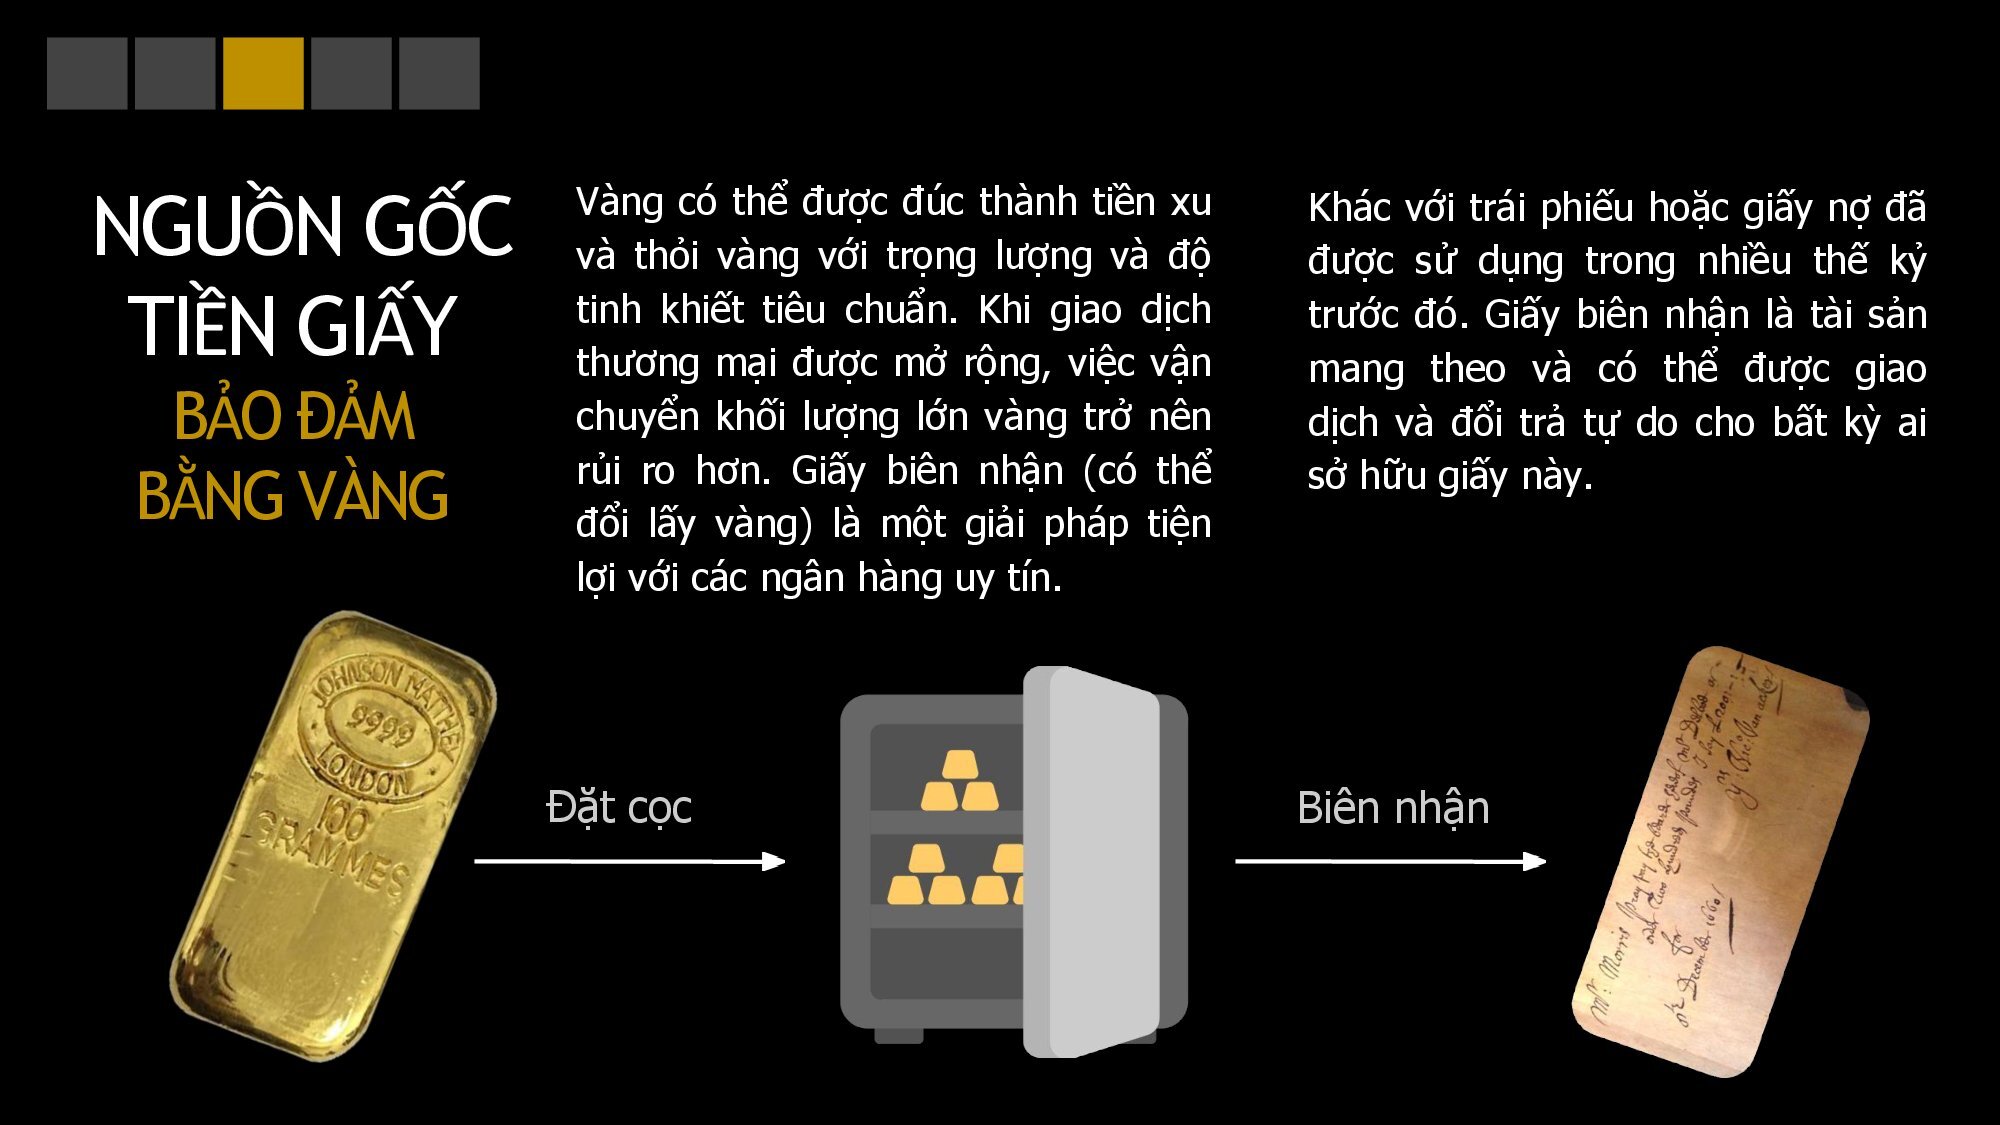 NGUỒN GỐC
TIỀN GIẤY
BẢO ĐẢM
BẰNG VÀNG
Vàng có thể được đúc thành tiền xu
và thỏi vàng với trọng lượng và độ
tinh khiết tiêu chuẩn. Khi giao dịch
thương mại được mở rộng, việc vận
chuyển khối lượng lớn vàng trở nên
rủi ro hơn. Giấy biên nhận (có thể
đổi lấy vàng) là một giải pháp tiện
lợi với các ngân hàng uy tín.
Khác với trái phiếu hoặc giấy nợ đã
được sử dụng trong nhiều thế kỷ
trước đó. Giấy biên nhận là tài sản
mang theo và có thể được giao
dịch và đổi trả tự do cho bất kỳ ai
sở hữu giấy này.
JOHNSON MATTHEY
9999
LONDON
100
GRAMMES
Đặt cọc
Biên nhận
Mr. Morris
for
December 1660